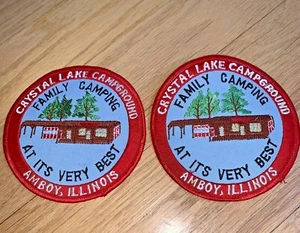 CRYSTAL LAKE CAMPGROUND
FAMILY CAMPING
AT ITS VERY BEST
AMBOY, ILLINOIS
CRYSTAL LAKE CAMPGROUND
FAMILY CAMPING
AT ITS VERY BEST
AMBOY, ILLINOIS